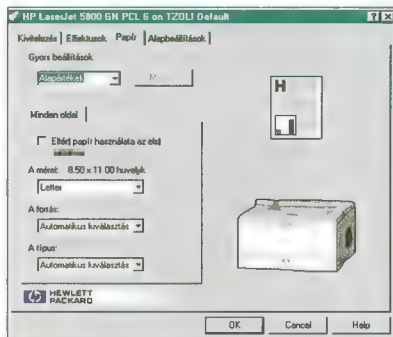 HP LaserJet 5800 GN PCL 6 on TZOLI Default
Kivitelezés Effektusok Papír Alapbeállítások
Gyors beállítások
Alapértékek
Minden oldal
Eltérő papír használata az első
A méret: 8.50 x 11.00 hüvelyk
Letter
A forrás:
Automatikus kiválasztás
A típus:
Automatikus kiválasztás
H
HEWLETT
PACKARD
OK Cancel Help